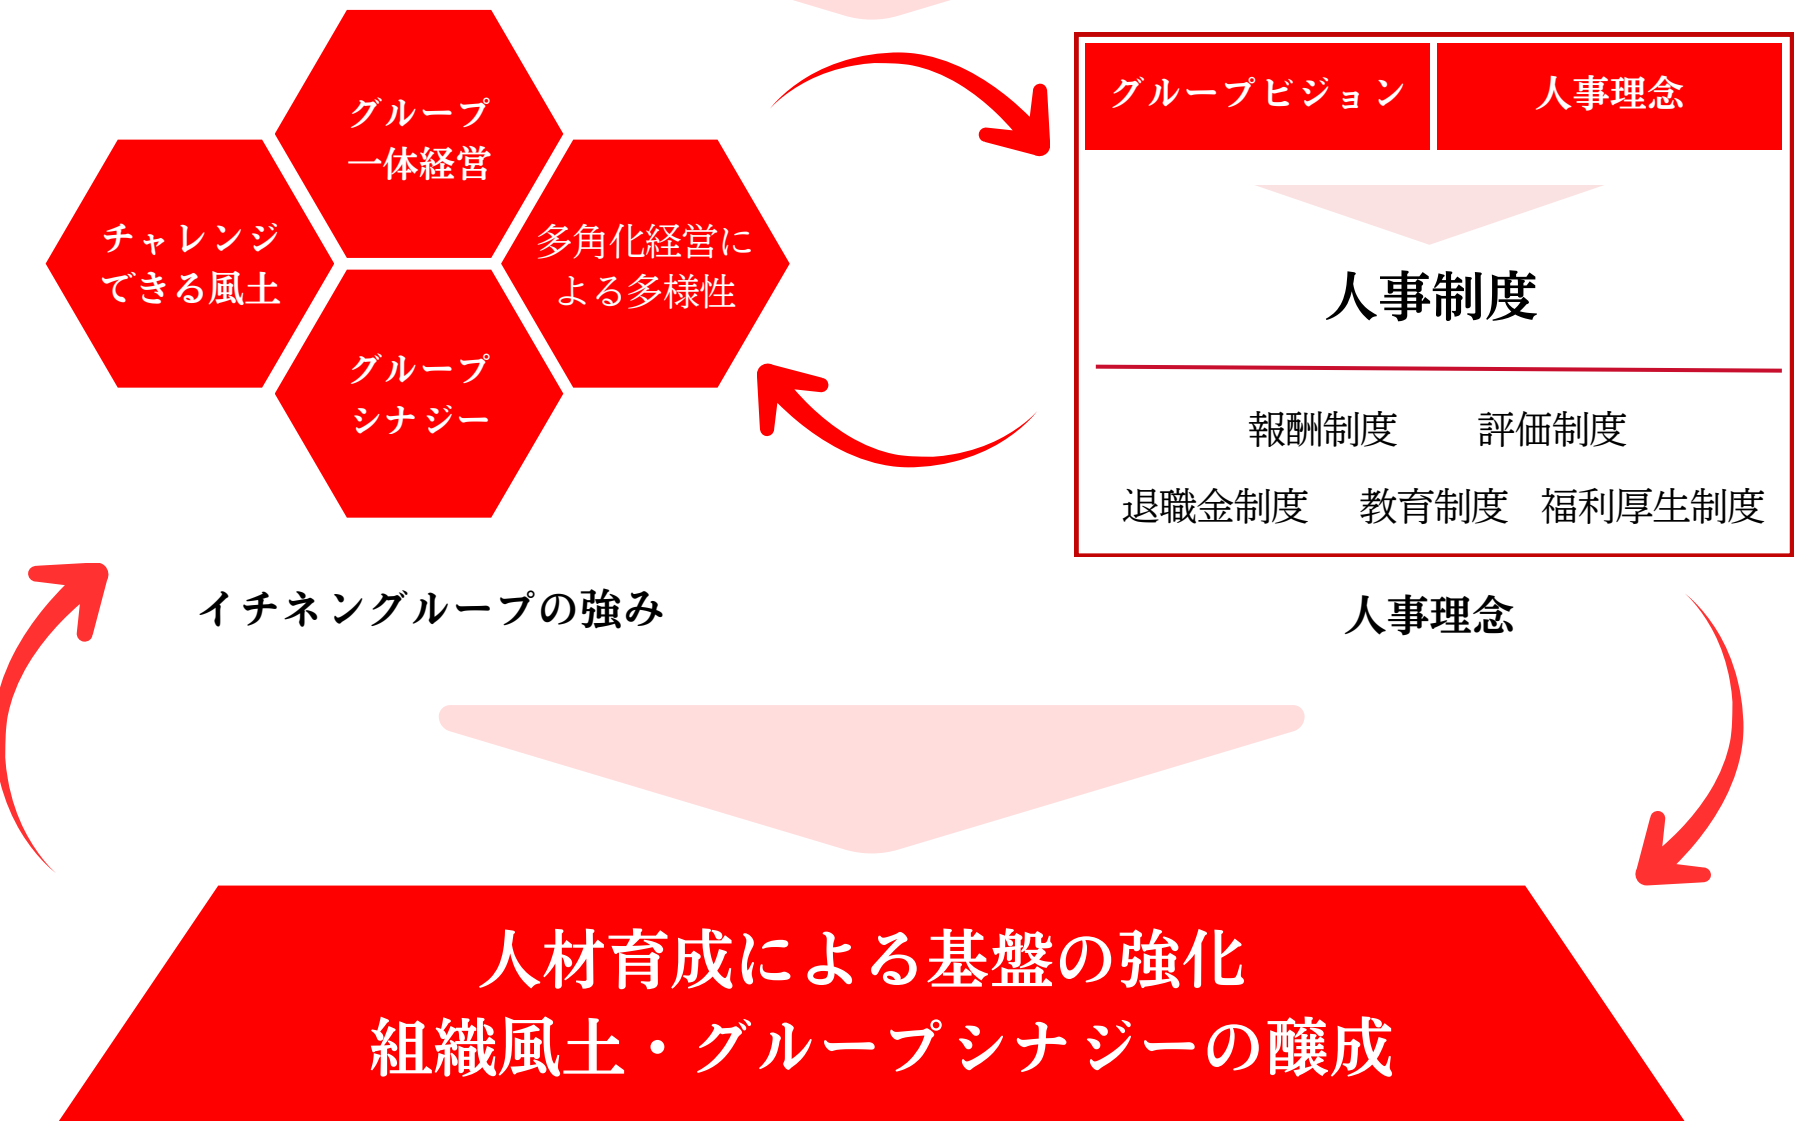 グループ
一体経営
チャレンジ
できる風土
多角化経営に
よる多様性
グループ
シナジー
イチネングループの強み
グループビジョン
人事理念
人事制度
報酬制度 評価制度
退職金制度 教育制度 福利厚生制度
人事理念
人材育成による基盤の強化
組織風土・グループシナジーの醸成